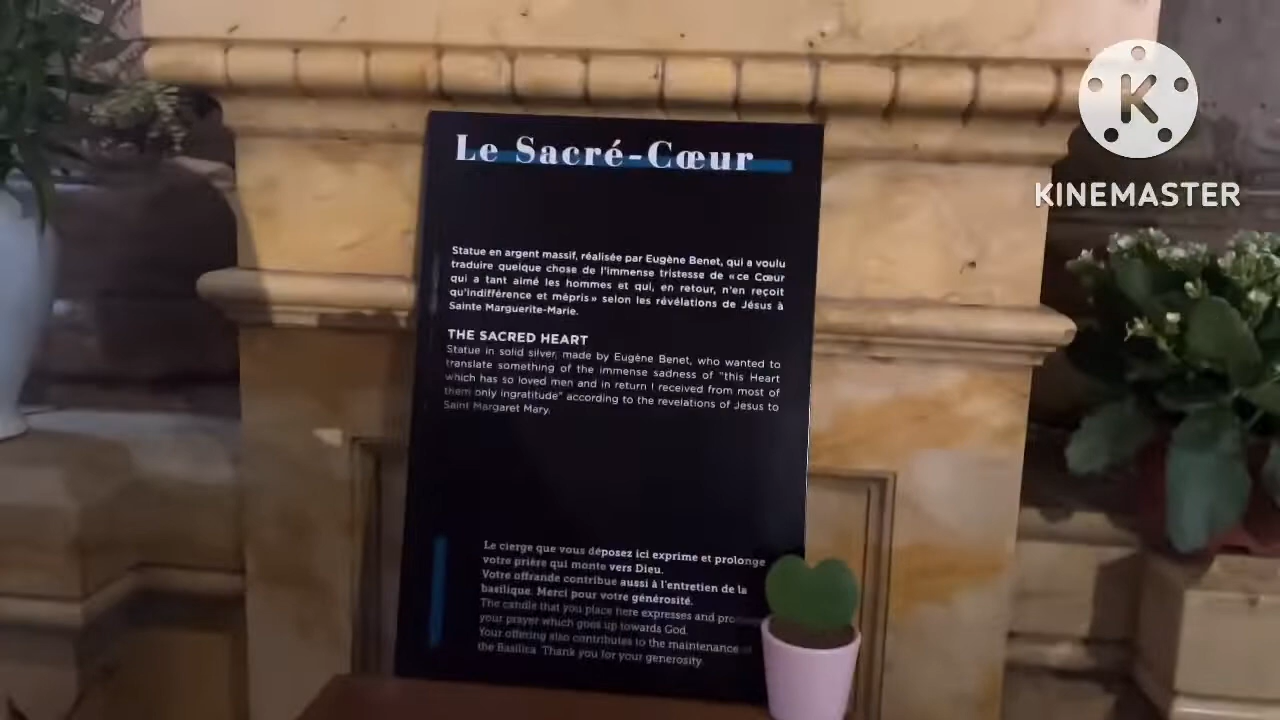 K
KINEMASTER
Le Sacré-Cœur
Statue en argent massif, réalisée par Eugène Benet, qui a voulu
traduire quelque chose de l'immense tristesse de «ce Cœur
qui a tant aimé les hommes et qui, en retour, n'en reçoit
qu'indifférence et mépris» selon les révélations de Jésus à
Sainte Marguerite-Marie.
THE SACRED HEART
Statue in solid silver, made by Eugène Benet, who wanted to
translate something of the immense sadness of "this Heart
which has so loved men and in return I received from most of
them only ingratitude" according to the revelations of Jesus to
Saint Margaret Mary.
Le cierge que vous déposez ici exprime et prolonge
votre prière qui monte vers Dieu.
Votre offrande contribue aussi à l'entretien de la
basilique. Merci pour votre générosité.
The candle that you place here expresses and pro
your prayer which goes up towards God.
Your offering also contributes to the maintenance
the Basilica. Thank you for your generosity